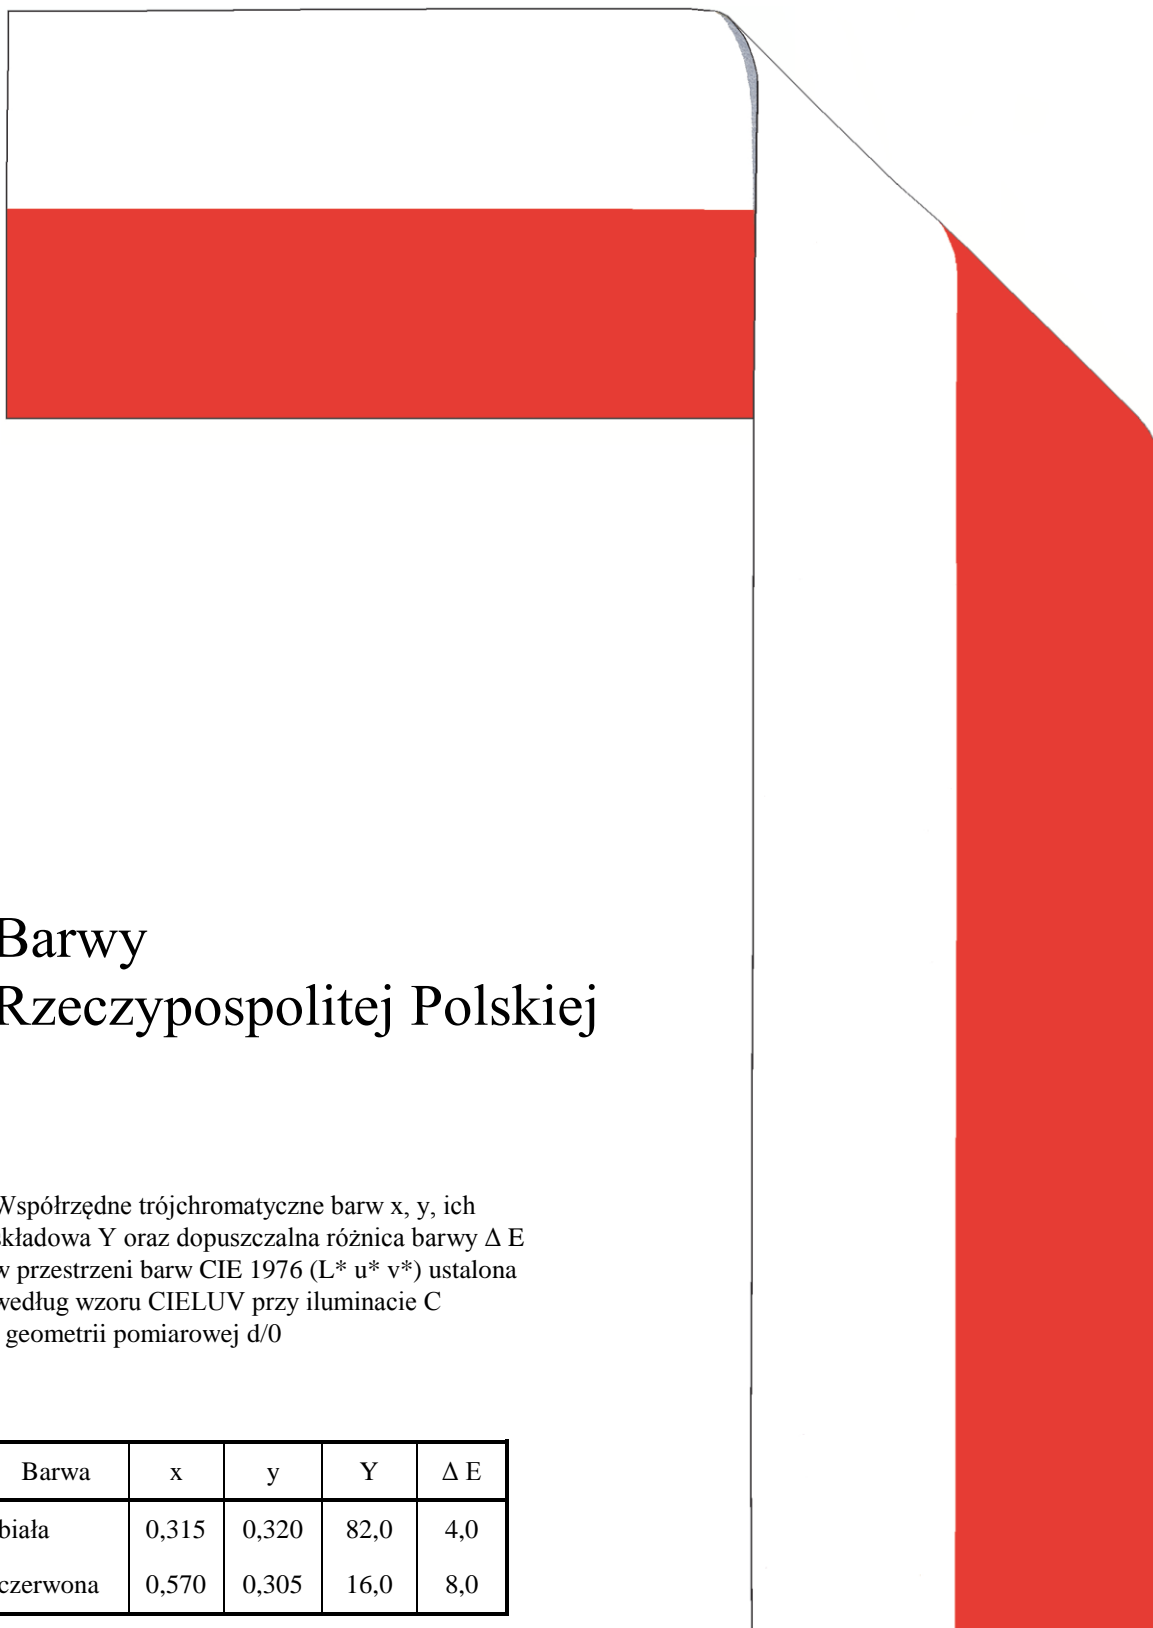 Barwy
Rzeczypospolitej Polskiej
Współrzędne trójchromatyczne barw x, y, ich
składowa Y oraz dopuszczalna różnica barwy Δ E
w przestrzeni barw CIE 1976 (L* u* v*) ustalona
według wzoru CIELUV przy iluminacie C
geometrii pomiarowej d/0
Barwa x y Y Δ E
biała 0,315 0,320 82,0 4,0
czerwona 0,570 0,305 16,0 8,0